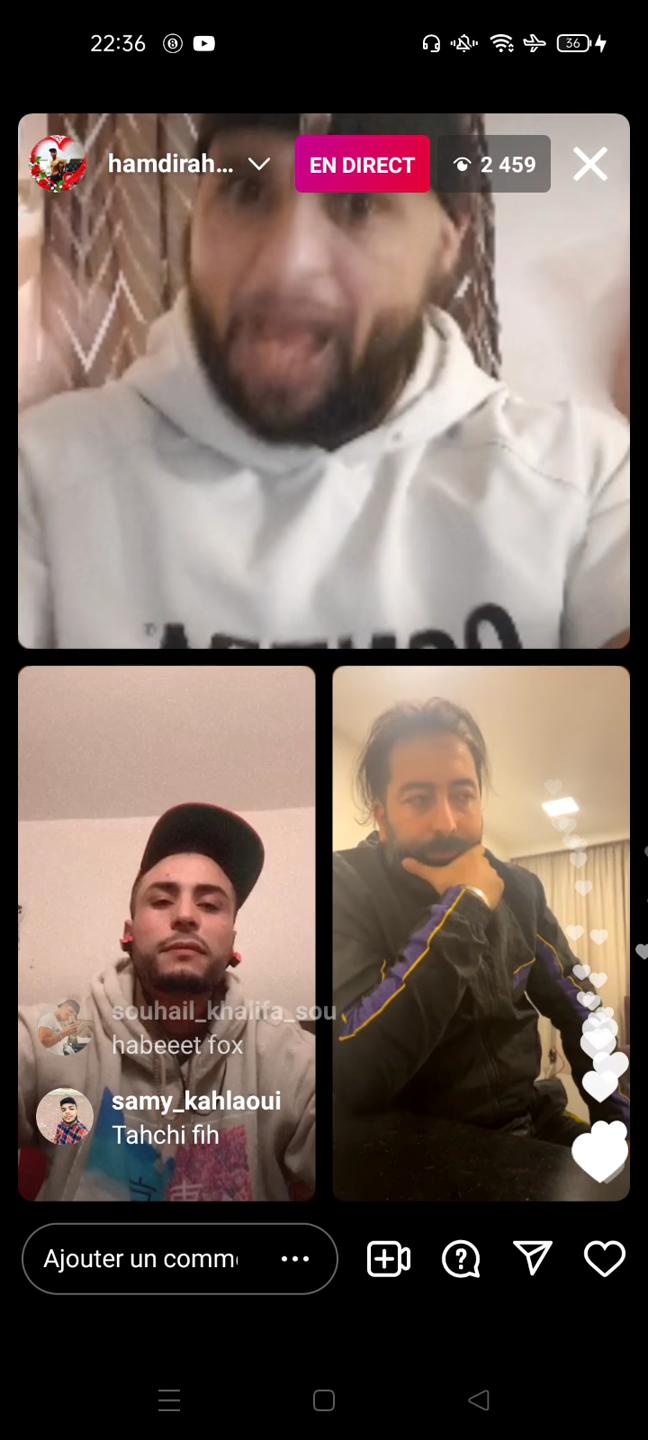 22:36
36
hamdirah...
EN DIRECT
2 459
souhail_khalifa_sou
habeeet fox
samy_kahlaoui
Tahchi fih
Ajouter un comm